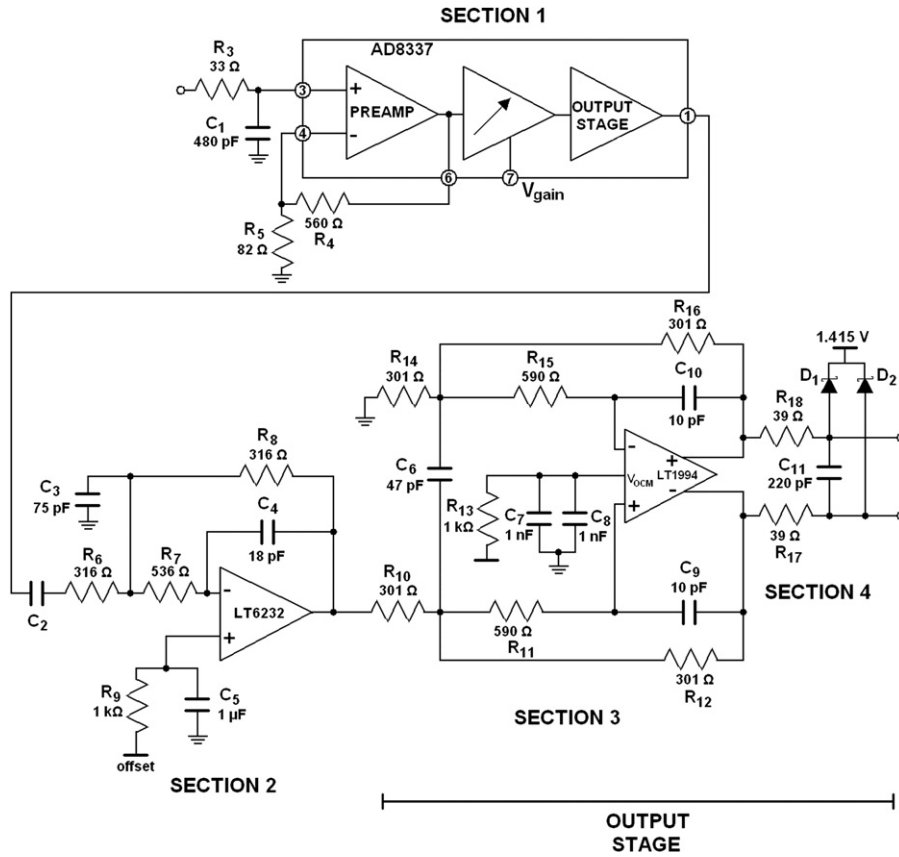 SECTION 1
AD8337
R3
33 Ω
3
+
PREAMP
OUTPUT
STAGE
1
C1
480 pF
4
-
6
7
Vgain
560 Ω
R4
R5
82 Ω
R16
301 Ω
1.415 V
R14
301 Ω
R15
590 Ω
C10
10 pF
D1
D2
R18
39 Ω
R8
316 Ω
C3
75 pF
C4
18 pF
C6
47 pF
-
+
VOCM
LT1994
-
+
C11
220 pF
R13
1 kΩ
C7
1 nF
C8
1 nF
39 Ω
R17
R6
316 Ω
R7
536 Ω
C2
-
LT6232
+
R10
301 Ω
C9
10 pF
SECTION 4
590 Ω
R11
301 Ω
R12
R9
1 kΩ
C5
1 µF
offset
SECTION 3
SECTION 2
OUTPUT
STAGE